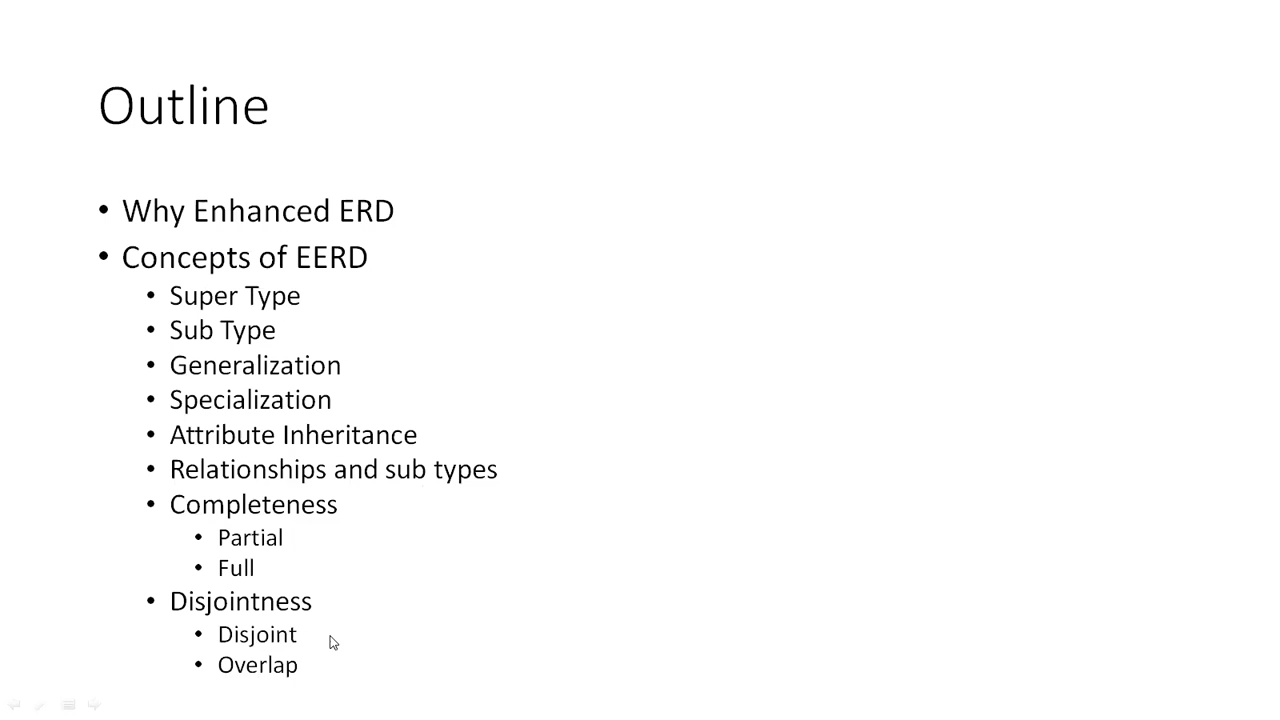 Outline
• Why Enhanced ERD
• Concepts of EERD
• Super Type
• Sub Type
• Generalization
• Specialization
• Attribute Inheritance
• Relationships and sub types
• Completeness
• Partial
• Full
• Disjointness
• Disjoint
• Overlap